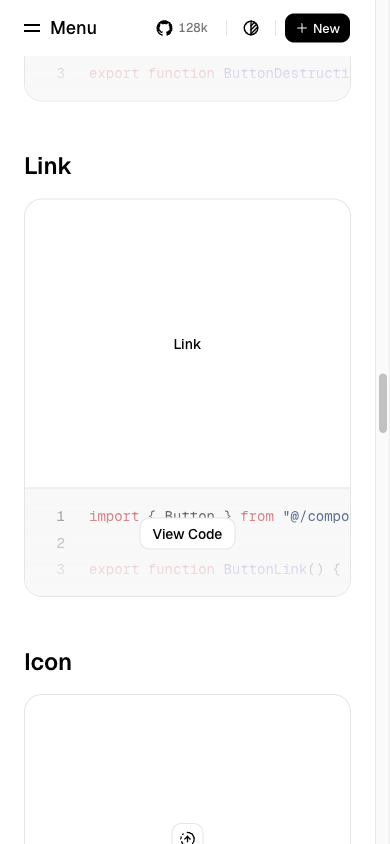 Menu
128k
New
3 export function ButtonDestructi
Link
Link
1 import { Button } from "@/compo
2
View Code
3 export function ButtonLink() {
Icon